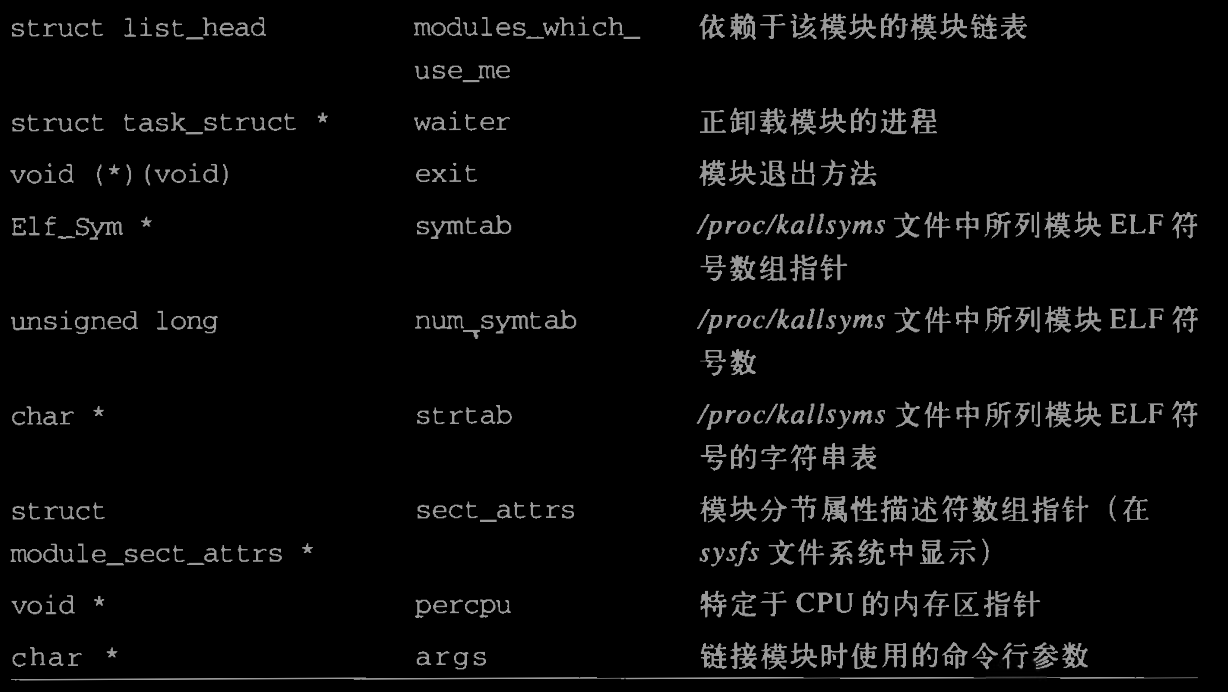 struct list_head modules_which_ 依赖于该模块的模块链表
use_me
struct task_struct * waiter 正卸载模块的进程
void (*)(void) exit 模块退出方法
Elf_Sym * symtab /proc/kallsyms 文件中所列模块 ELF 符
号数组指针
unsigned long num_symtab /proc/kallsyms 文件中所列模块 ELF 符
号数
char * strtab /proc/kallsyms 文件中所列模块 ELF 符
号的字符串表
struct sect_attrs 模块分节属性描述符数组指针（在
module_sect_attrs * sysfs 文件系统中显示）
void * percpu 特定于 CPU 的内存区指针
char * args 链接模块时使用的命令行参数